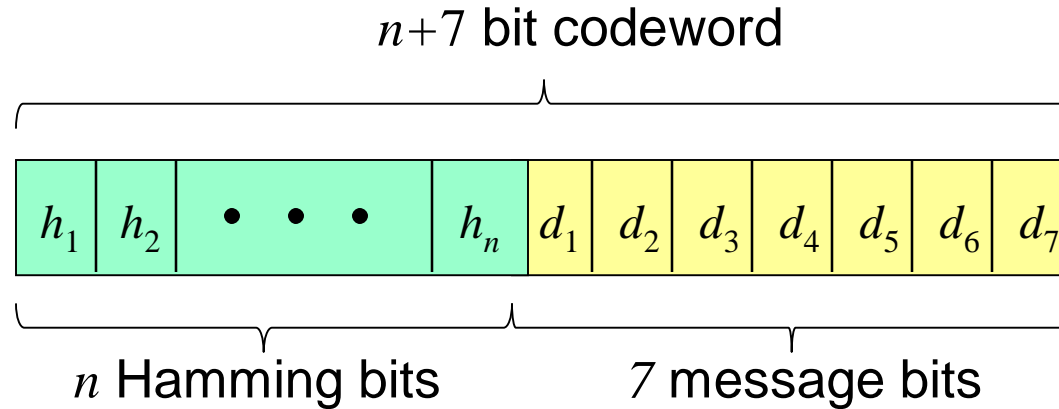 n+7 bit codeword
h₁ h₂ • • • hₙ d₁ d₂ d₃ d₄ d₅ d₆ d₇
n Hamming bits 7 message bits